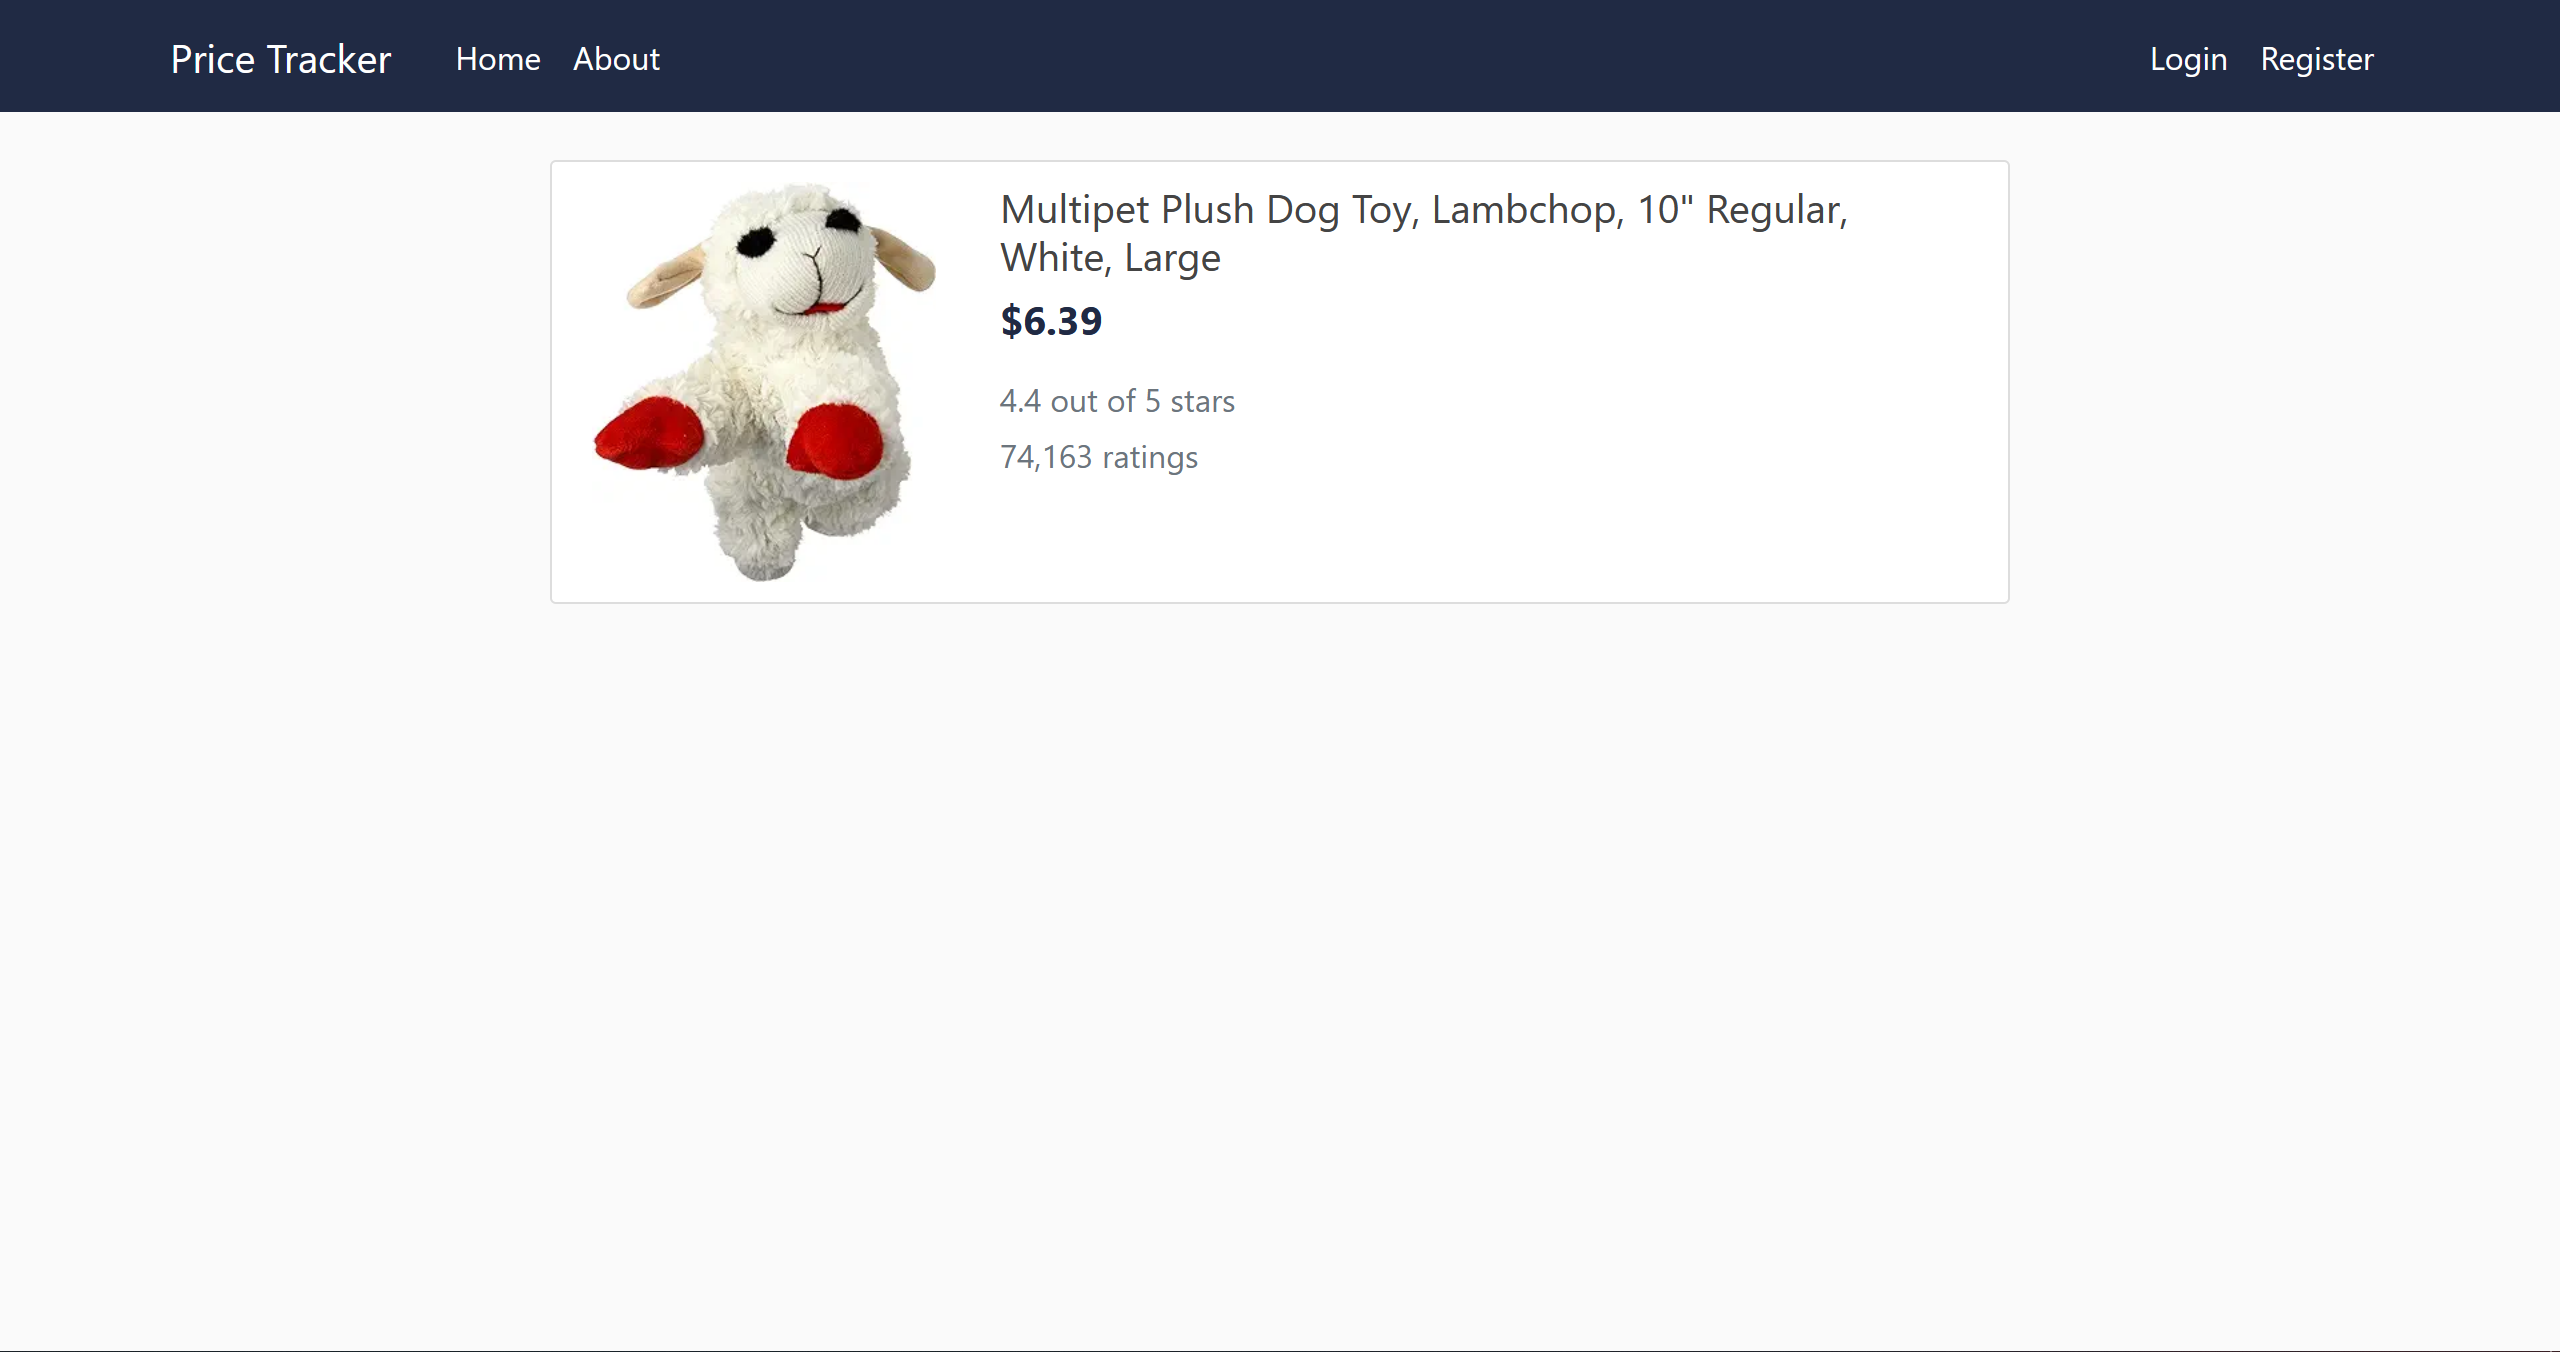 Price Tracker Home About Login Register
Multipet Plush Dog Toy, Lambchop, 10" Regular,
White, Large
$6.39
4.4 out of 5 stars
74,163 ratings